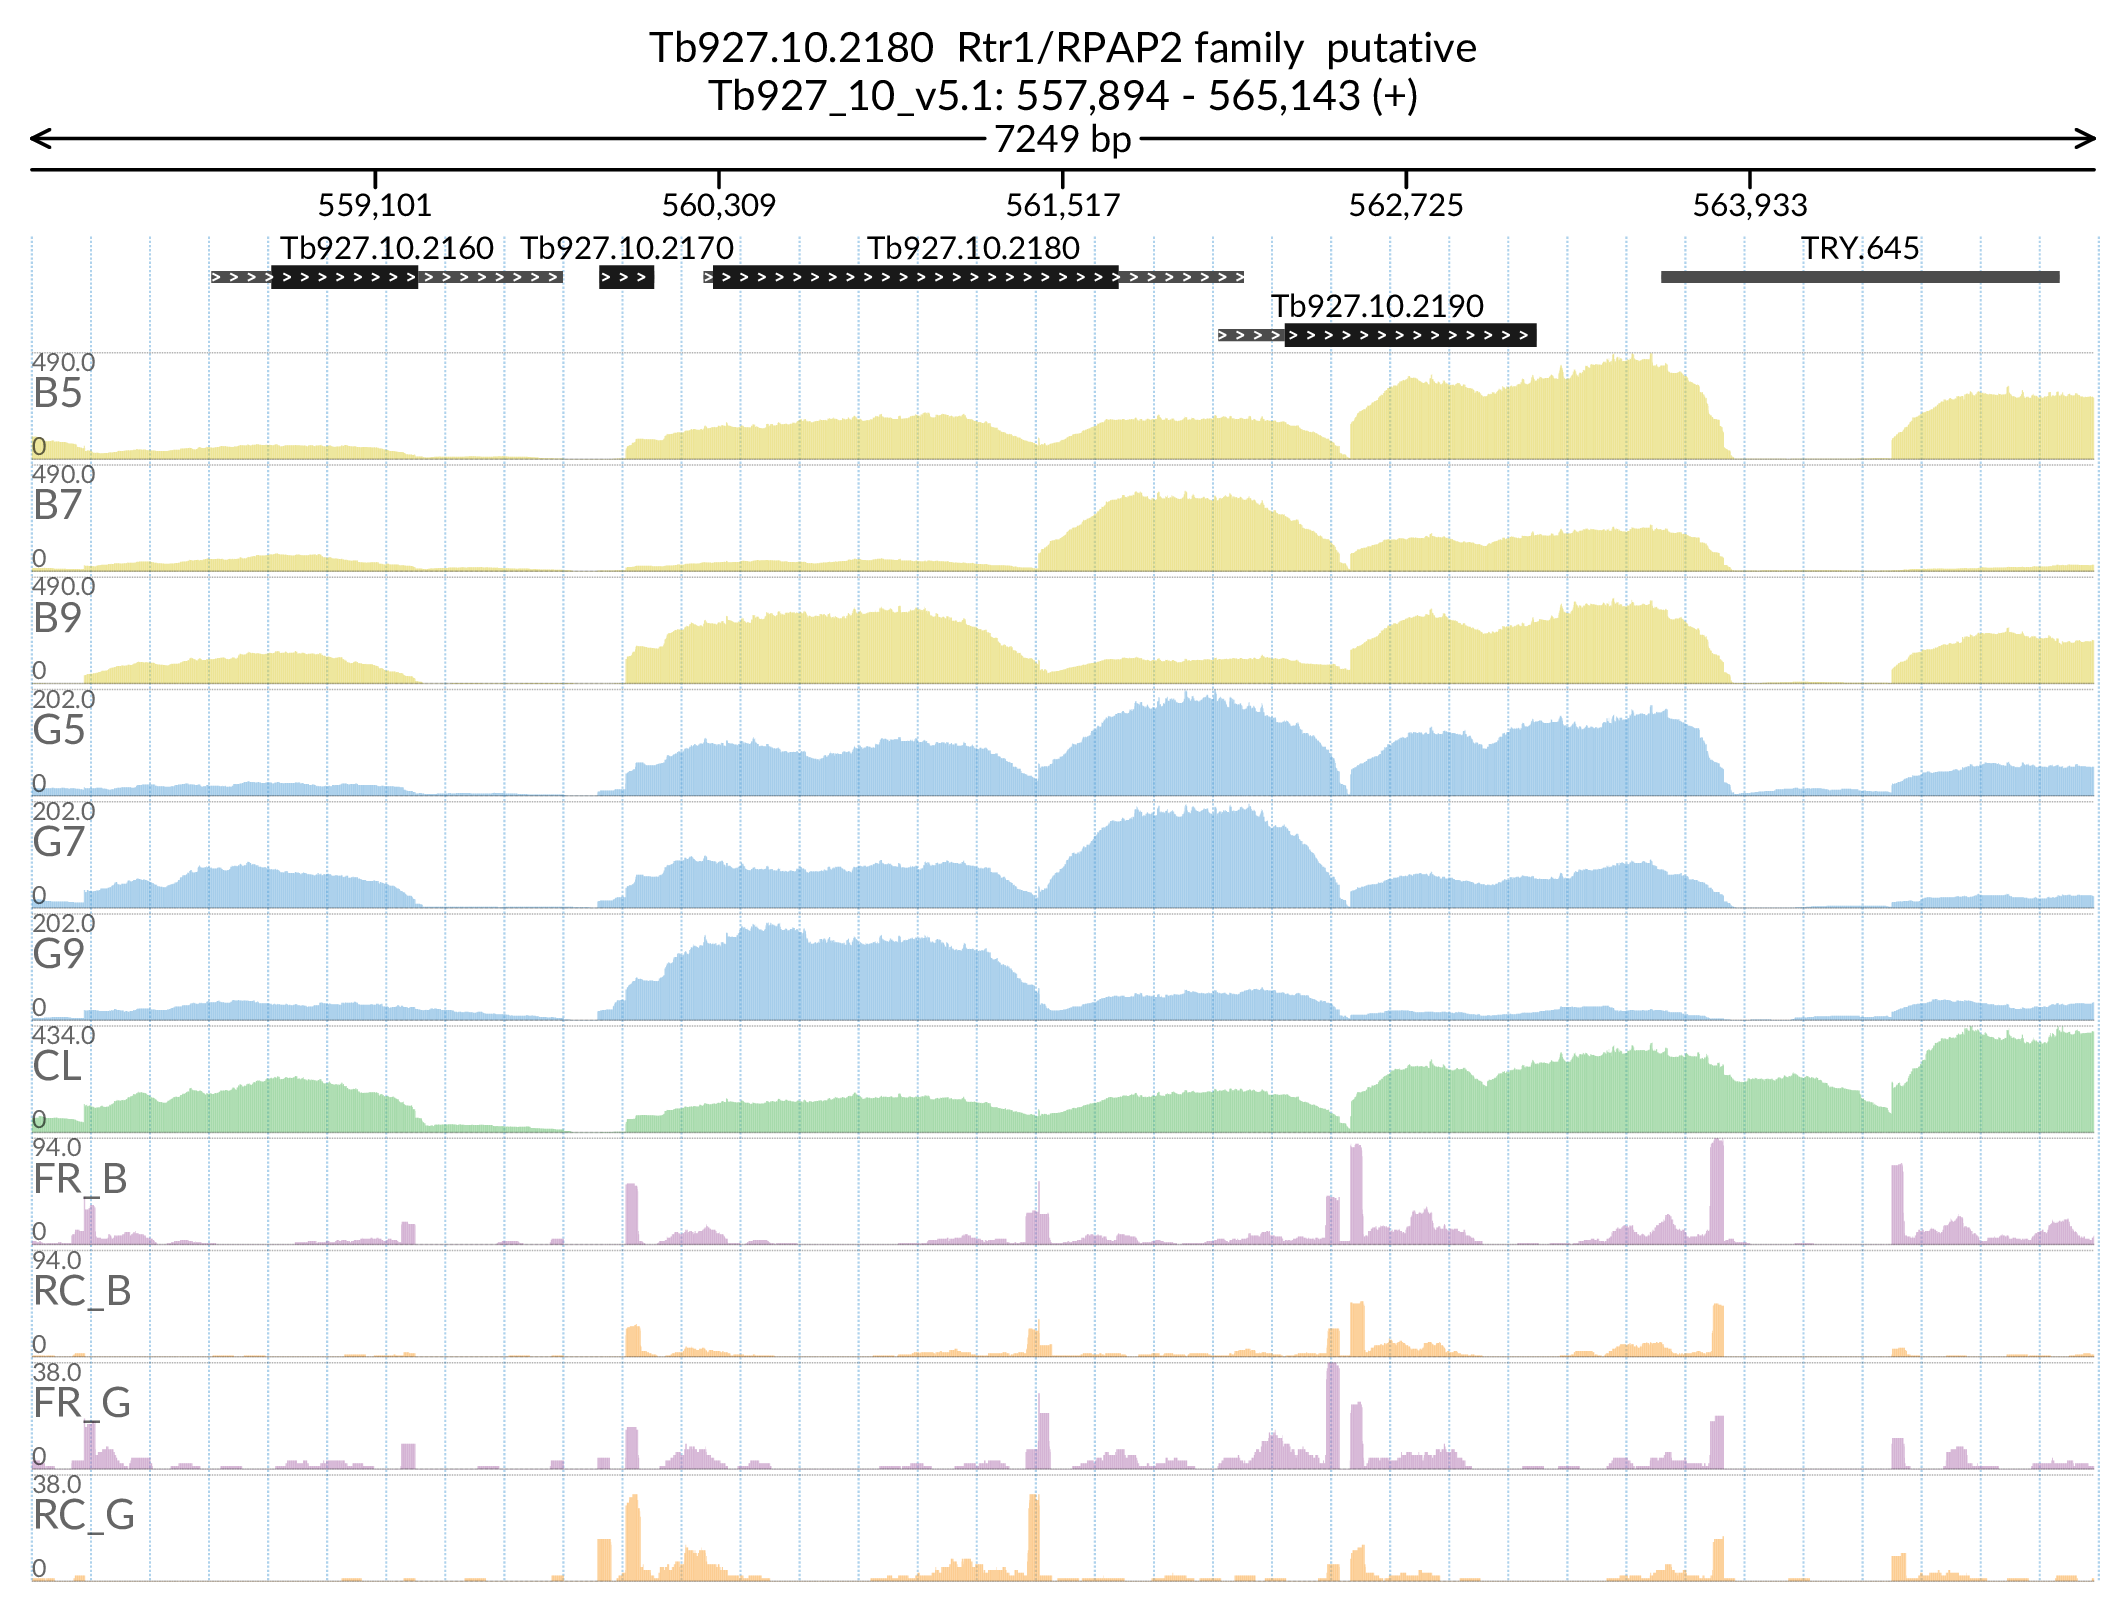 Tb927.10.2180  Rtr1/RPAP2 family  putative
Tb927_10_v5.1: 557,894 - 565,143 (+)
7249 bp
559,101 560,309 561,517 562,725 563,933
Tb927.10.2160 Tb927.10.2170 Tb927.10.2180 TRY.645
Tb927.10.2190
490.0
B5
0
490.0
B7
0
490.0
B9
0
202.0
G5
0
202.0
G7
0
202.0
G9
0
434.0
CL
0
94.0
FR_B
0
94.0
RC_B
0
38.0
FR_G
0
38.0
RC_G
0